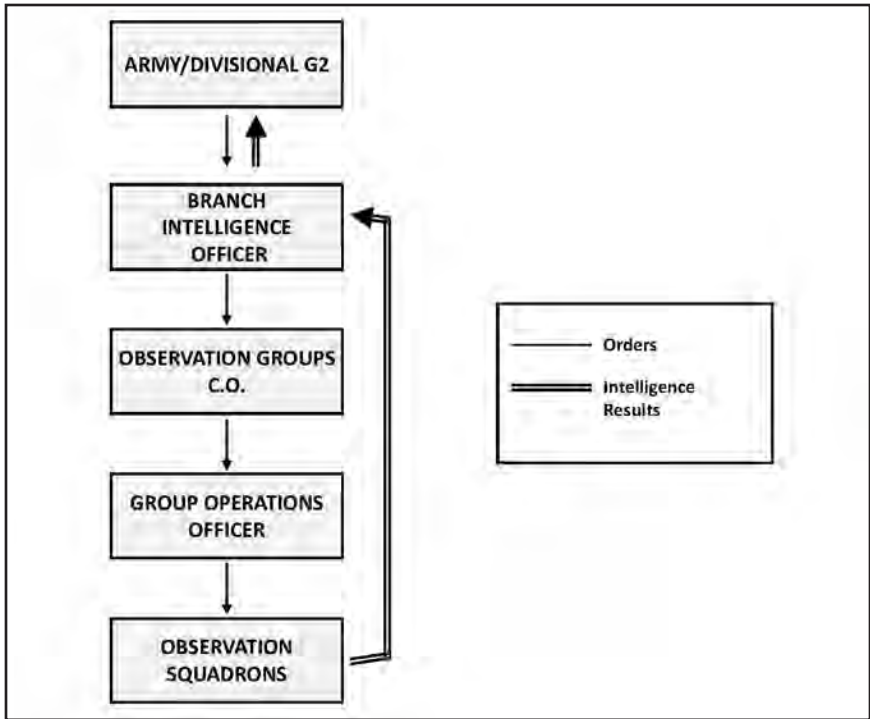 ARMY/DIVISIONAL G2
BRANCH
INTELLIGENCE
OFFICER
OBSERVATION GROUPS
C.O.
GROUP OPERATIONS
OFFICER
OBSERVATION
SQUADRONS
Orders
Intelligence
Results